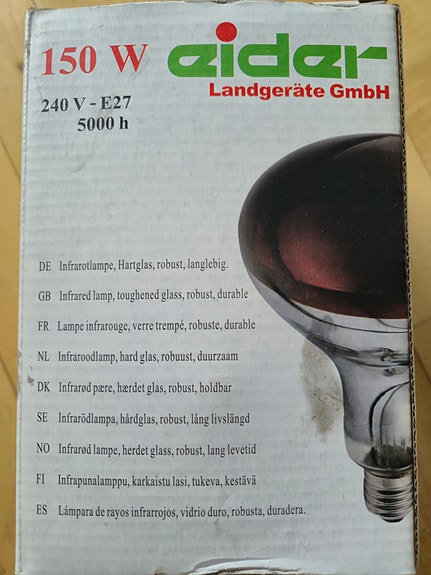 150 W eider
Landgeräte GmbH
240 V - E27
5000 h
DE Infrarotlampe, Hartglas, robust, langlebig.
GB Infrared lamp, toughened glass, robust, durable
FR Lampe infrarouge, verre trempé, robuste, durable
NL Infraroodlamp, hard glas, robuust, duurzaam
DK Infrarød pære, hærdet glas, robust, holdbar
SE Infrarödlampa, hårdglas, robust, lång livslängd
NO Infrarød lampe, herdet glass, robust, lang levetid
FI Infrapunalamppu, karkaistu lasi, tukeva, kestävä
ES Lámpara de rayos infrarrojos, vidrio duro, robusta, duradera.